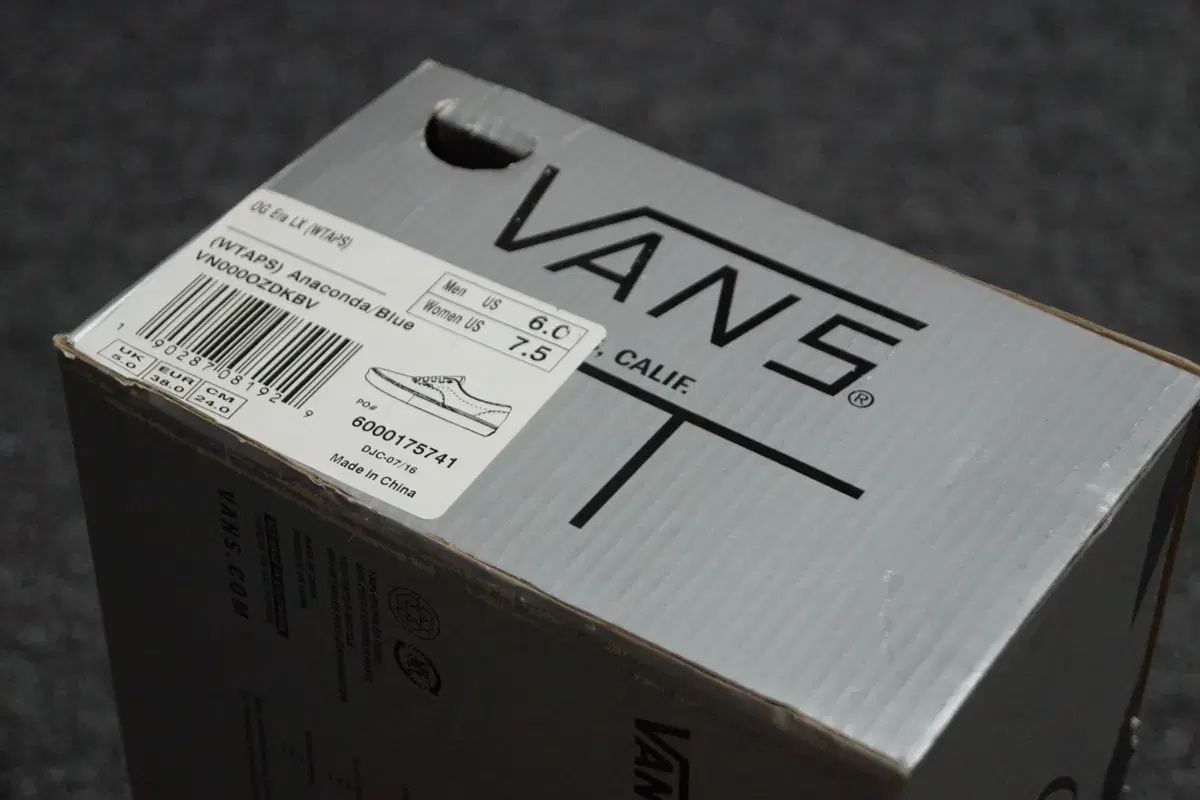 VANS®
, CALIF.
T
OG Era LX (WTAPS)
(WTAPS) Anaconda/Blue
VN000OZDKBV
Men US 6.0
Women US 7.5
1 90287 08192 9
UK 5.0
EUR 38.0
CM 24.0
PO#
6000175741
DJC-07/16
Made in China
VANS.COM
VAN